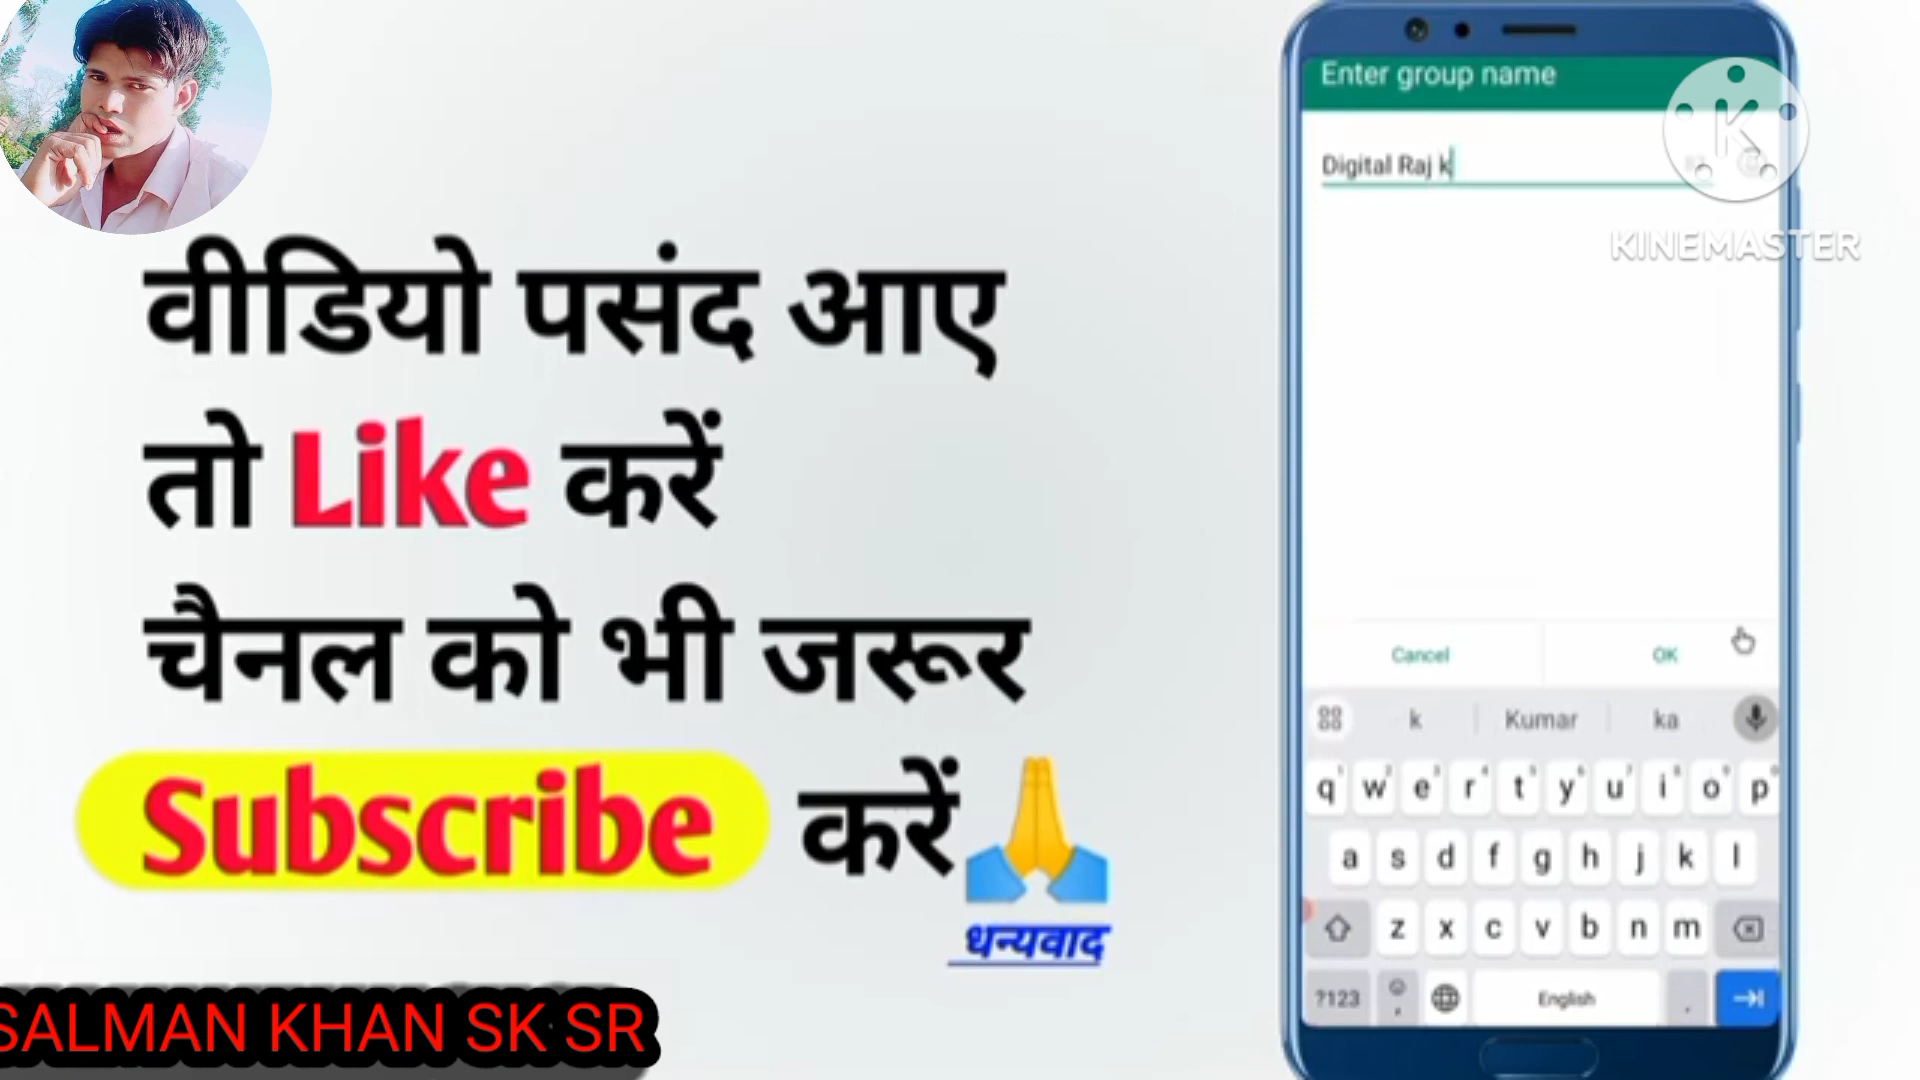 वीडियो पसंद आए
तो Like करें
चैनल को भी जरूर
Subscribe करें
धन्यवाद
SALMAN KHAN SK SR
Enter group name
Digital Raj k
K
KINEMASTER
Cancel OK
k Kumar ka
q w e r t y u i o p
a s d f g h j k l
z x c v b n m
?123 , English .